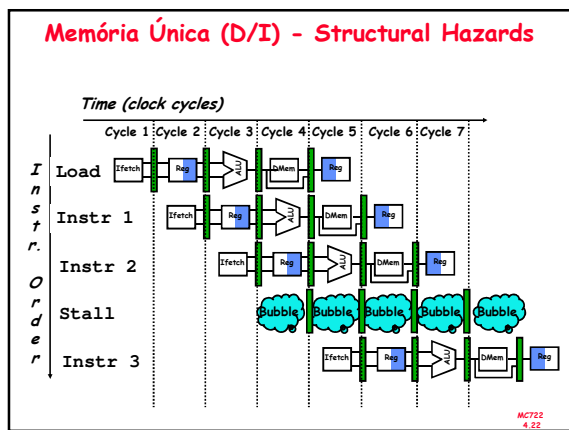 Memória Única (D/I) - Structural Hazards
Time (clock cycles)
Cycle 1 Cycle 2 Cycle 3 Cycle 4 Cycle 5 Cycle 6 Cycle 7
Instr. Order
Load Ifetch Reg ALU DMem Reg
Instr 1 Ifetch Reg ALU DMem Reg
Instr 2 Ifetch Reg ALU DMem Reg
Stall Bubble Bubble Bubble Bubble Bubble
Instr 3 Ifetch Reg ALU DMem Reg
MC722
4.22